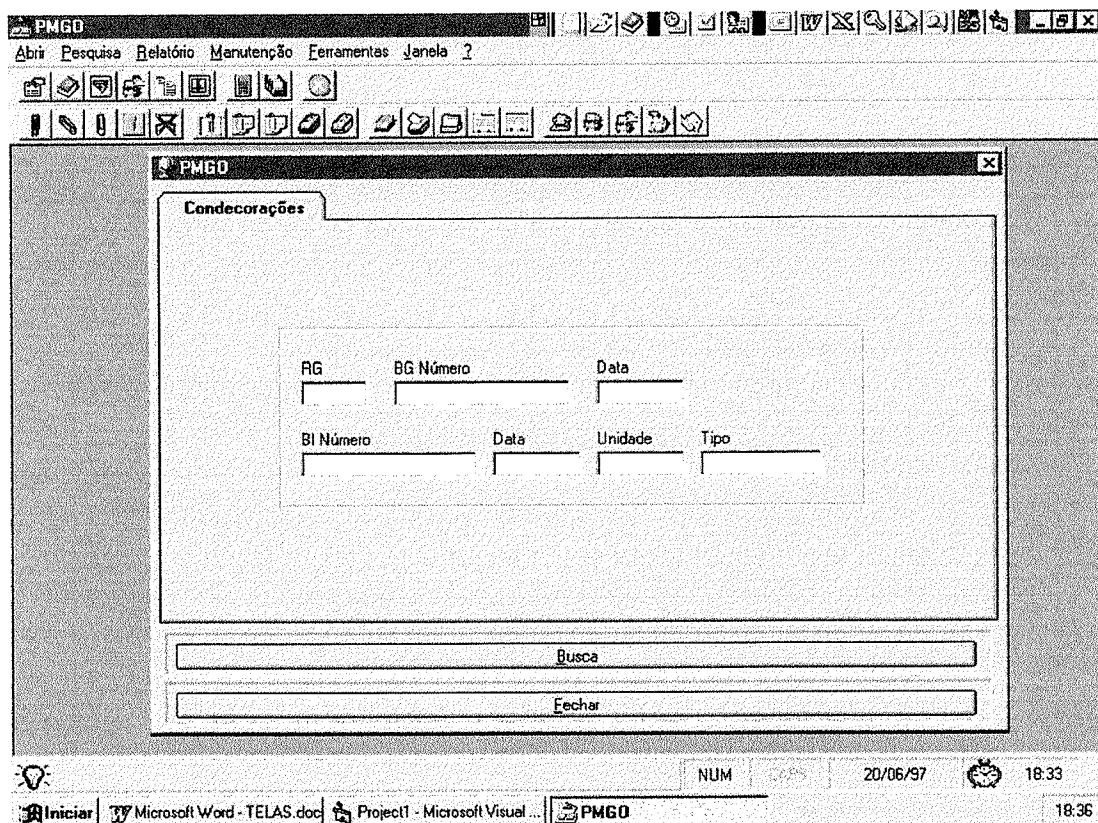 PMGO
Abrir Pesquisa Relatório Manutenção Ferramentas Janela ?
PMGO
Condecorações
RG BG Número Data
BI Número Data Unidade Tipo
Busca
Fechar
NUM CAPS 20/06/97 18:33
Iniciar Microsoft Word - TELAS.doc Project1 - Microsoft Visual ... PMGO 18:36